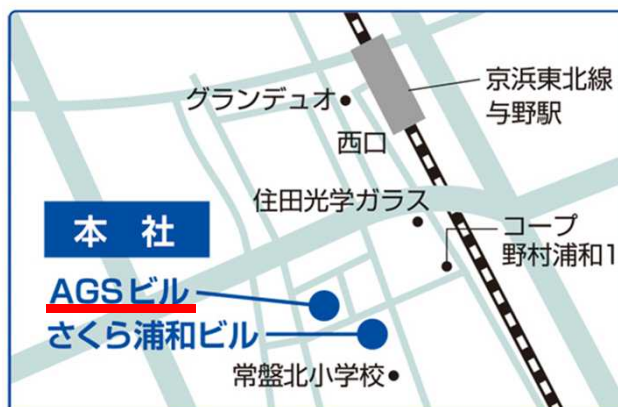 京浜東北線
与野駅
グランデュオ
西口
住田光学ガラス
コープ
野村浦和1
本 社
AGSビル
さくら浦和ビル
常盤北小学校